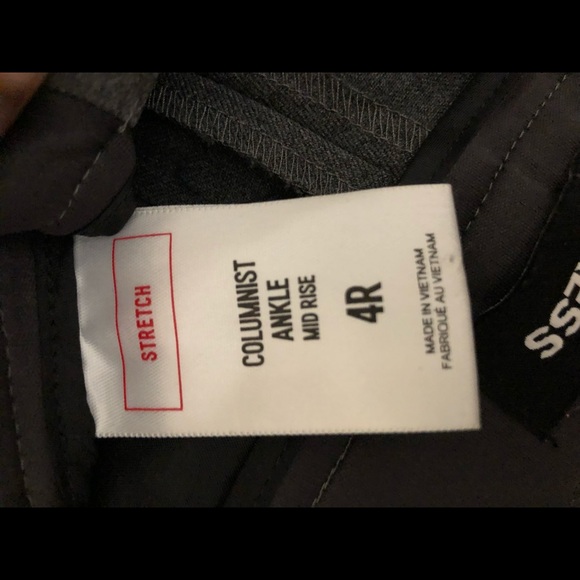 STRETCH
COLUMNIST
ANKLE
MID RISE
4R
MADE IN VIETNAM
FABRIQUÉ AU VIETNAM